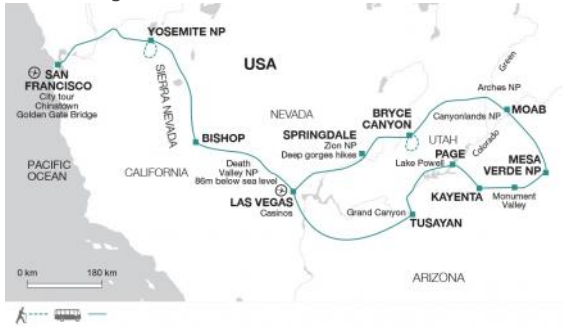 YOSEMITE NP
USA
Green
SAN
FRANCISCO
City tour
Chinatown
Golden Gate Bridge
SIERRA NEVADA
Arches NP
MOAB
NEVADA
BRYCE
CANYON
Canyonlands NP
BISHOP
SPRINGDALE
Zion NP
Deep gorges hikes
UTAH
Colorado
PACIFIC
OCEAN
CALIFORNIA
Death
Valley NP
86m below sea level
Lake Powell
PAGE
MESA
VERDE NP
LAS VEGAS
Casinos
KAYENTA
Monument
Valley
Grand Canyon
TUSAYAN
0 km
180 km
ARIZONA